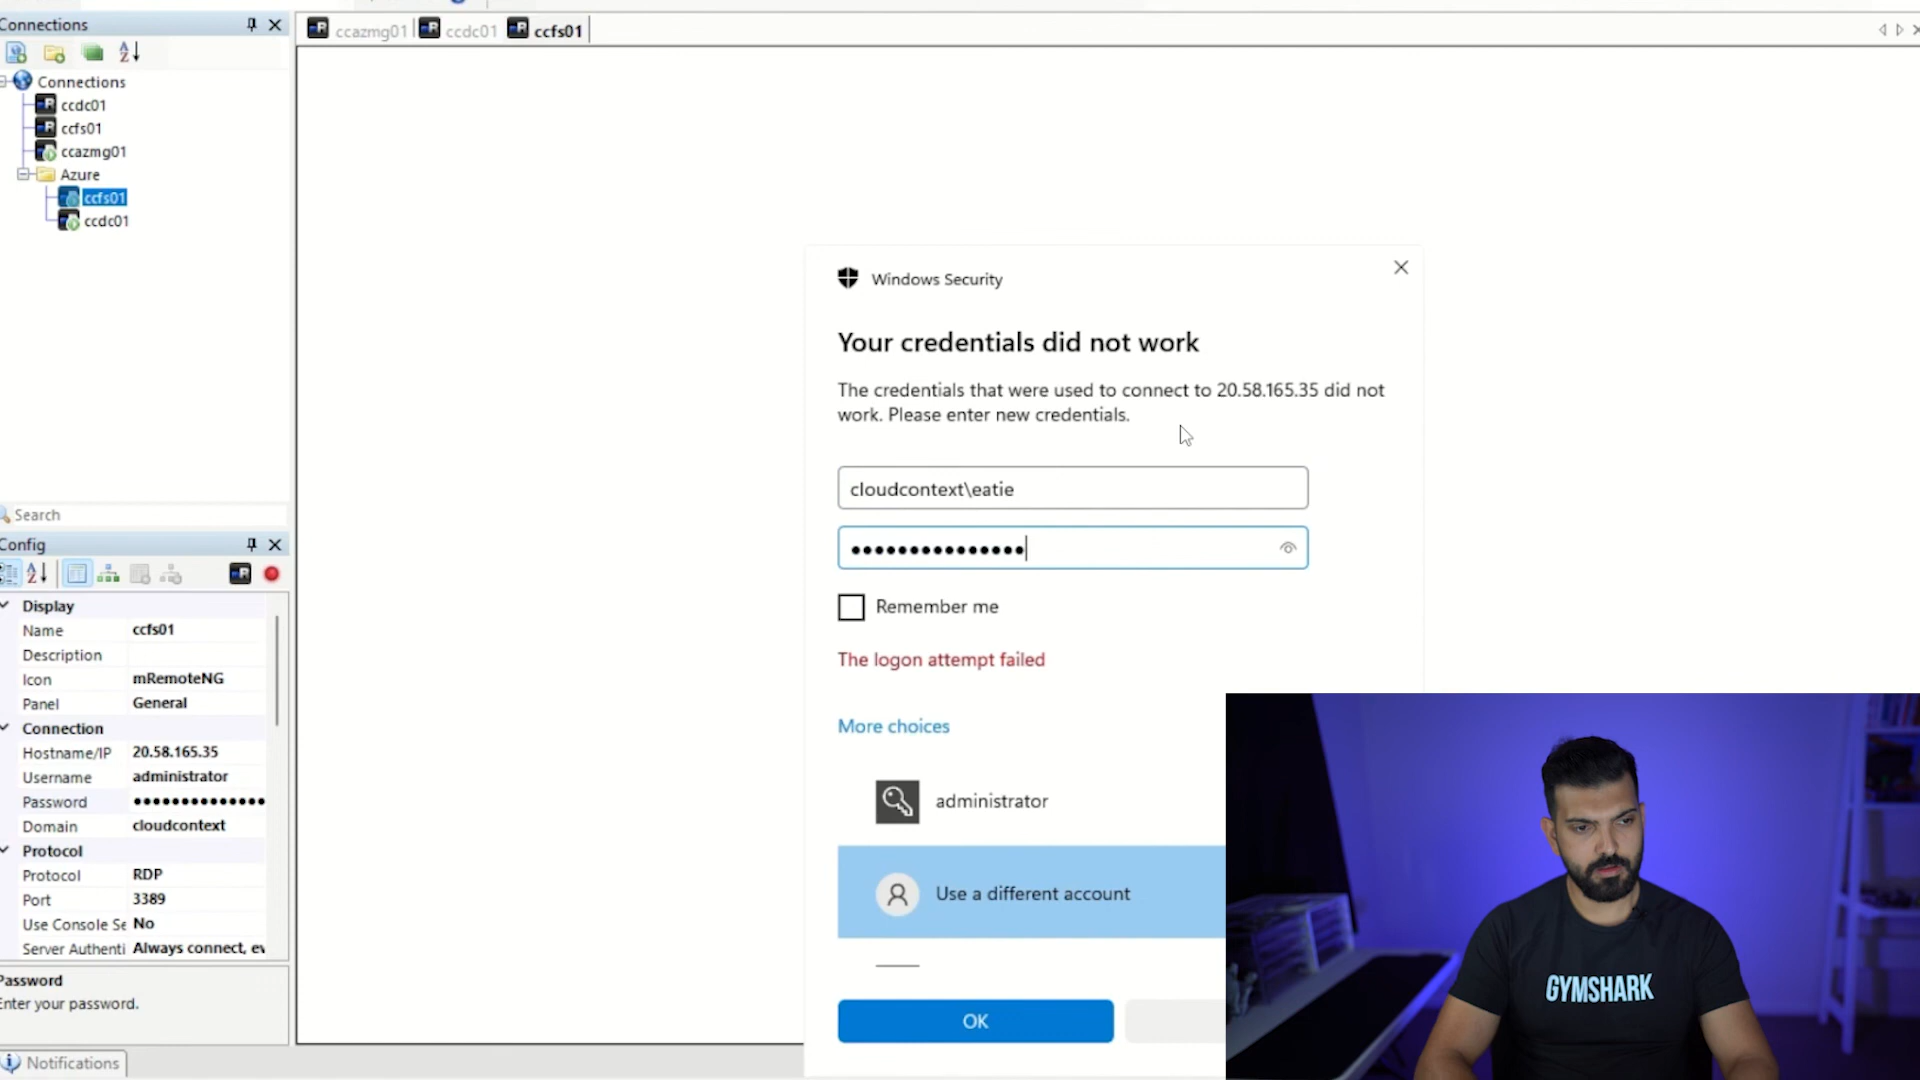 Connections
ccazmg01
ccdc01
ccfs01
Connections
ccdc01
ccfs01
ccazmg01
Azure
ccfs01
ccdc01
Search
Config
Display
Name ccfs01
Description
Icon mRemoteNG
Panel General
Connection
Hostname/IP 20.58.165.35
Username administrator
Password ●●●●●●●●●●●●●●
Domain cloudcontext
Protocol
Protocol RDP
Port 3389
Use Console Se No
Server Authenti Always connect, ev
Password
Enter your password.
Notifications
Windows Security
Your credentials did not work
The credentials that were used to connect to 20.58.165.35 did not
work. Please enter new credentials.
cloudcontext\eatie
●●●●●●●●●●●●●●●
Remember me
The logon attempt failed
More choices
administrator
Use a different account
OK
GYMSHARK